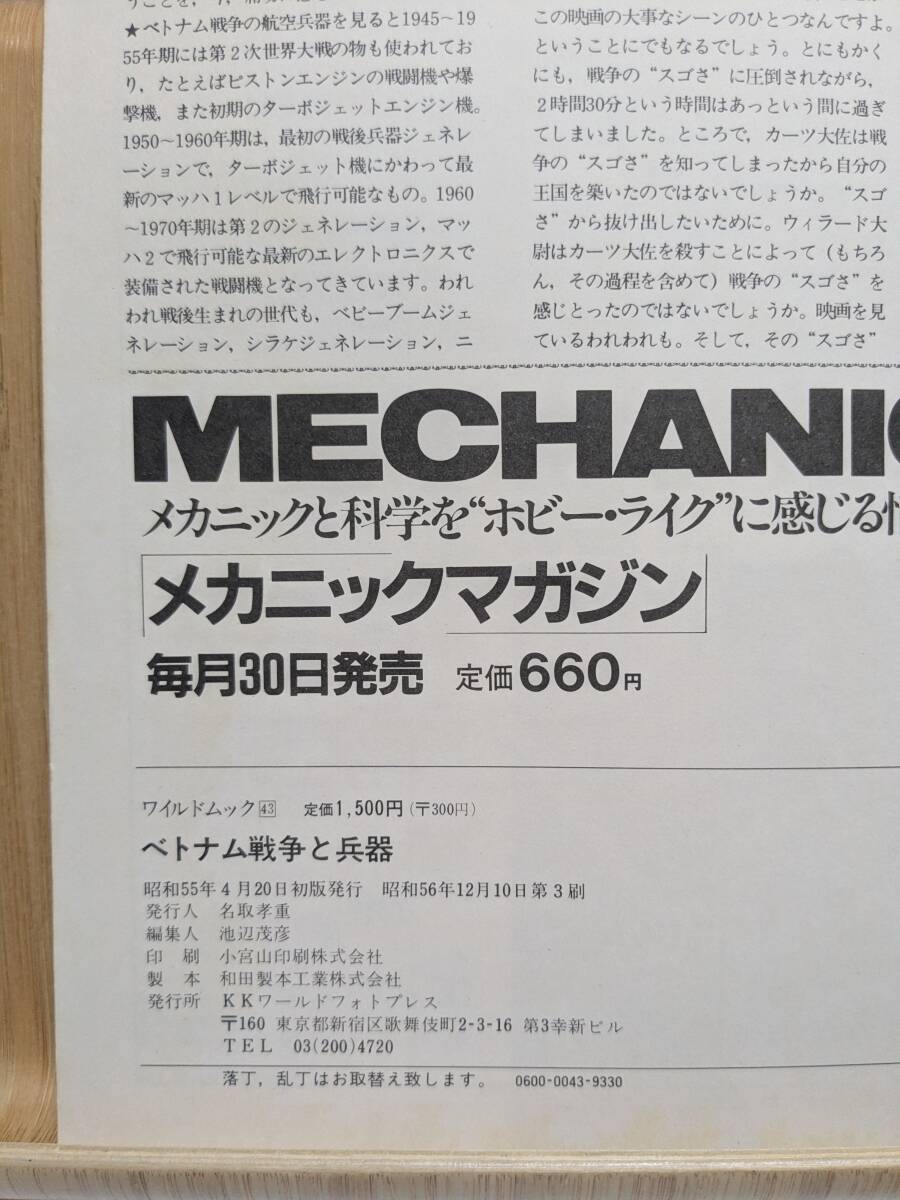 ★ベトナム戦争の航空兵器を見ると1945〜19
55年期には第２次世界大戦の物も使われてお
り，たとえばピストンエンジンの戦闘機や爆
撃機，また初期のターボジェットエンジン機。
1950〜1960年期は，最初の戦後兵器ジェネレ
ーションで，ターボジェット機にかわって最
新のマッハ１レベルで飛行可能なもの。1960
〜1970年期は第２のジェネレーション，マッ
ハ２で飛行可能な最新のエレクトロニクスで
装備された戦闘機となってきています。われ
われ戦後生まれの世代も，ベビーブームジェ
ネレーション，シラケジェネレーション，ニ
この映画の大事なシーンのひとつなんですよ。
ということにでもなるでしょう。とにもかく
にも，戦争の“スゴさ”に圧倒されながら，
２時間30分という時間はあっという間に過ぎ
てしまいました。ところで，カーツ大佐は戦
争の“スゴさ”を知ってしまったから自分の
王国を築いたのではないでしょうか。“スゴ
さ”から抜け出したいために。ウィラード大
尉はカーツ大佐を殺すことによって（もちろ
ん，その過程を含めて）戦争の“スゴさ”を
感じとったのではないでしょうか。映画を見
ているわれわれも。そして，その“スゴさ”
MECHANIC
メカニックと科学を“ホビー・ライク”に感じる
メカニックマガジン
毎月30日発売 定価660円
ワイルドムック43 定価1,500円（〒300円）
ベトナム戦争と兵器
昭和55年４月20日初版発行 昭和56年12月10日第３刷
発行人 名取孝重
編集人 池辺茂彦
印 刷 小宮山印刷株式会社
製 本 和田製本工業株式会社
発行所 ＫＫワールドフォトプレス
〒160 東京都新宿区歌舞伎町2-3-16 第3幸新ビル
ＴＥＬ 03(200)4720
落丁，乱丁はお取替え致します。 0600-0043-9330